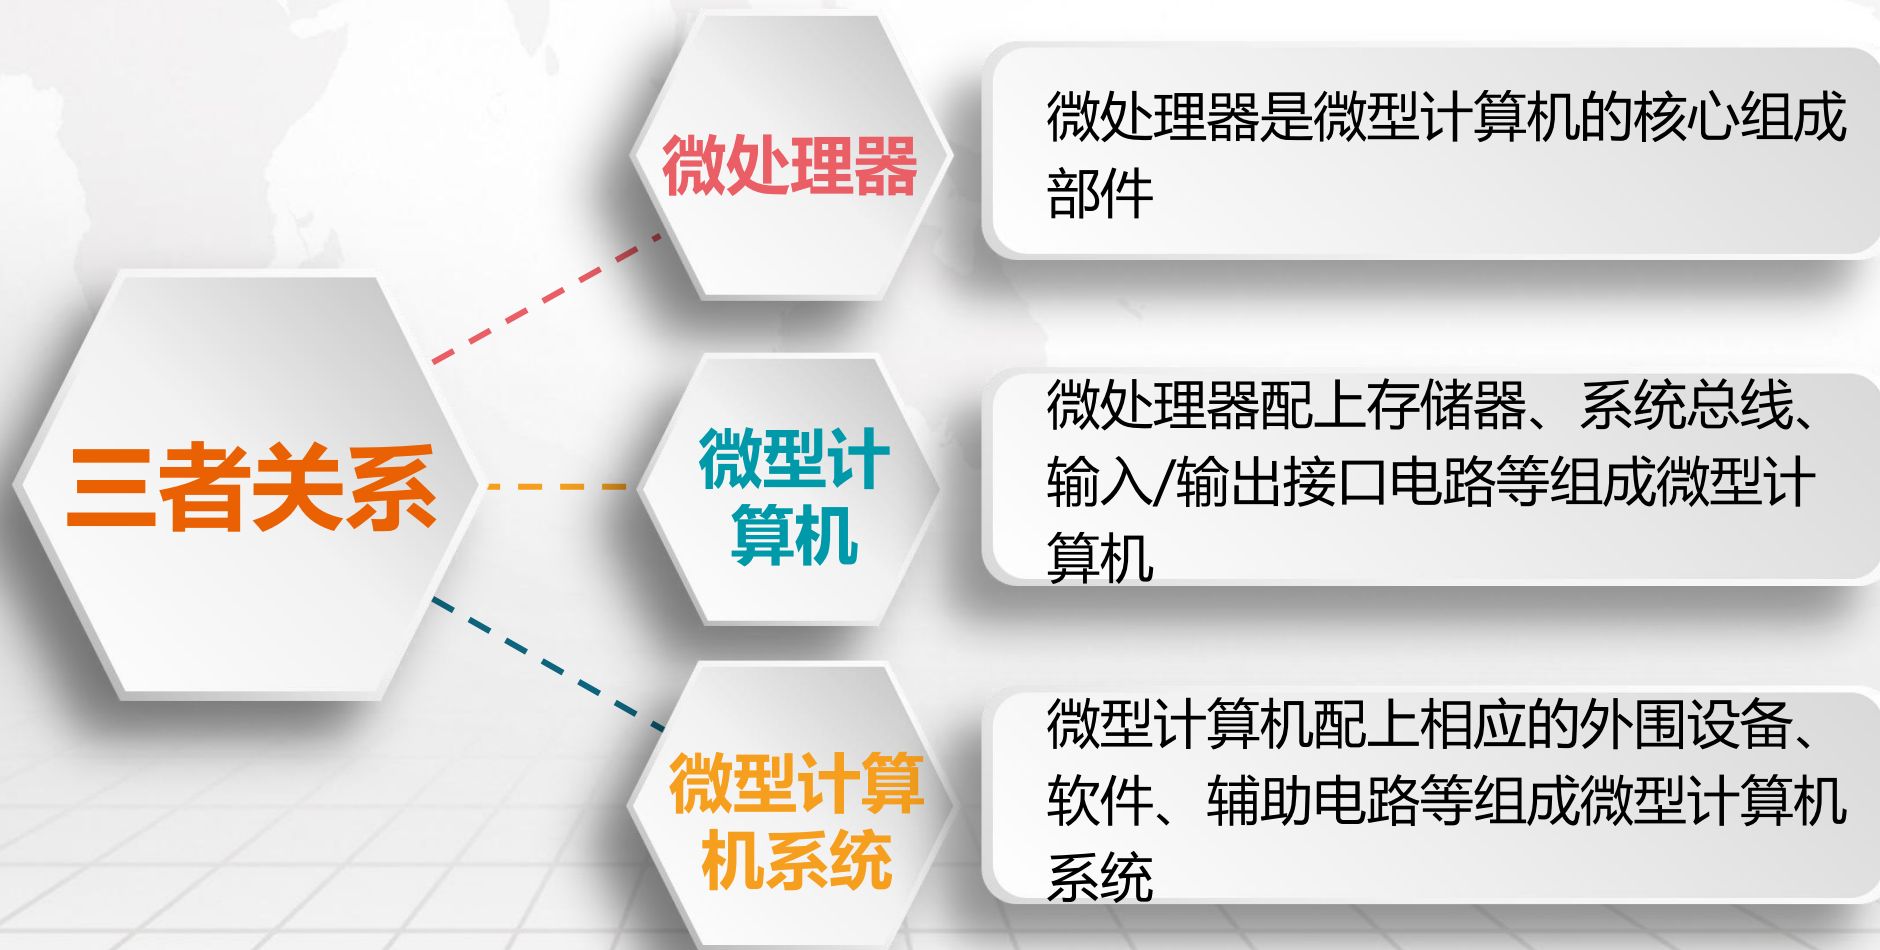 三者关系
微处理器
微处理器是微型计算机的核心组成
部件
微型计
算机
微处理器配上存储器、系统总线、
输入/输出接口电路等组成微型计
算机
微型计算
机系统
微型计算机配上相应的外围设备、
软件、辅助电路等组成微型计算机
系统